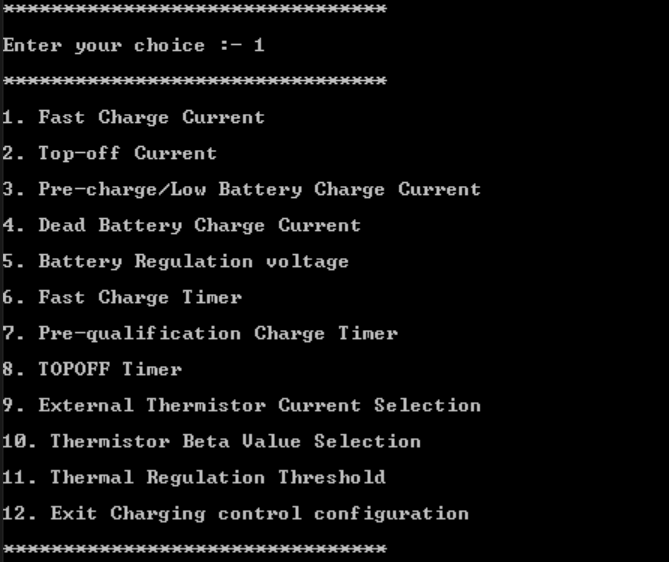 ********************************
Enter your choice :- 1
********************************
1. Fast Charge Current
2. Top-off Current
3. Pre-charge/Low Battery Charge Current
4. Dead Battery Charge Current
5. Battery Regulation voltage
6. Fast Charge Timer
7. Pre-qualification Charge Timer
8. TOPOFF Timer
9. External Thermistor Current Selection
10. Thermistor Beta Value Selection
11. Thermal Regulation Threshold
12. Exit Charging control configuration
********************************